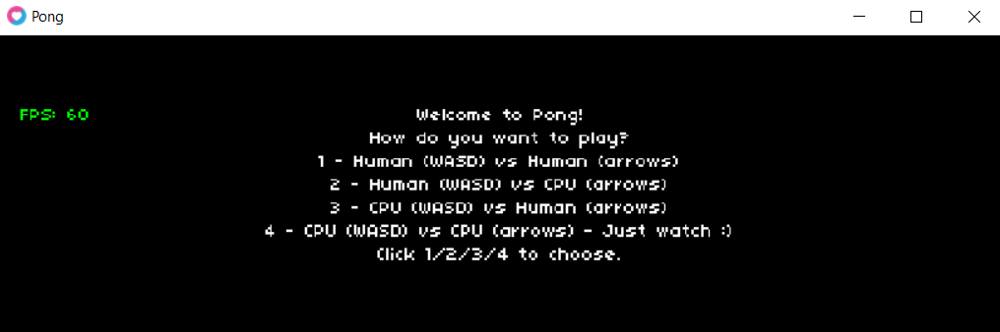 Pong
FPS: 60
Welcome to Pong!
How do you want to play?
1 - Human (WASD) vs Human (arrows)
2 - Human (WASD) vs CPU (arrows)
3 - CPU (WASD) vs Human (arrows)
4 - CPU (WASD) vs CPU (arrows) - Just watch :)
Click 1/2/3/4 to choose.